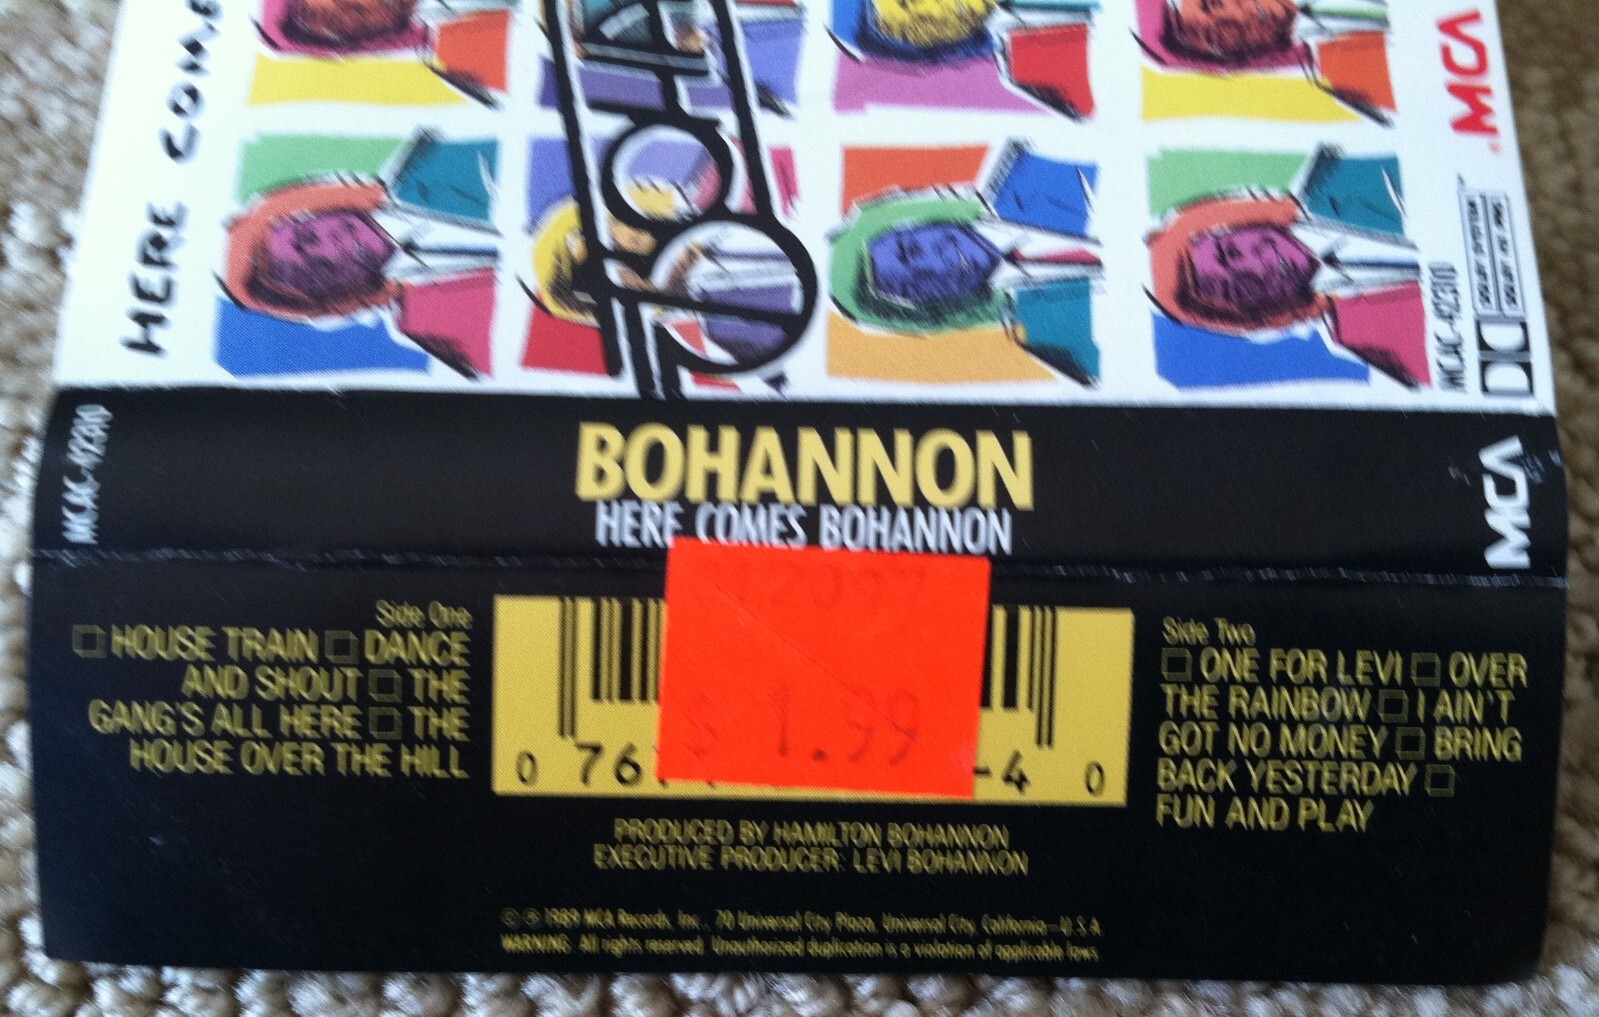 HERE COME
MCA
MCAC-42310
MCAC-42310
BOHANNON
HERE COMES BOHANNON
MCA
Side One
HOUSE TRAIN DANCE
AND SHOUT THE
GANG'S ALL HERE THE
HOUSE OVER THE HILL
$ 1.99
0 76 -4 0
Side Two
ONE FOR LEVI OVER
THE RAINBOW I AIN'T
GOT NO MONEY BRING
BACK YESTERDAY
FUN AND PLAY
PRODUCED BY HAMILTON BOHANNON
EXECUTIVE PRODUCER: LEVI BOHANNON
© ℗ 1989 MCA Records, Inc., 70 Universal City Plaza, Universal City, California—U.S.A.
WARNING: All rights reserved. Unauthorized duplication is a violation of applicable laws.